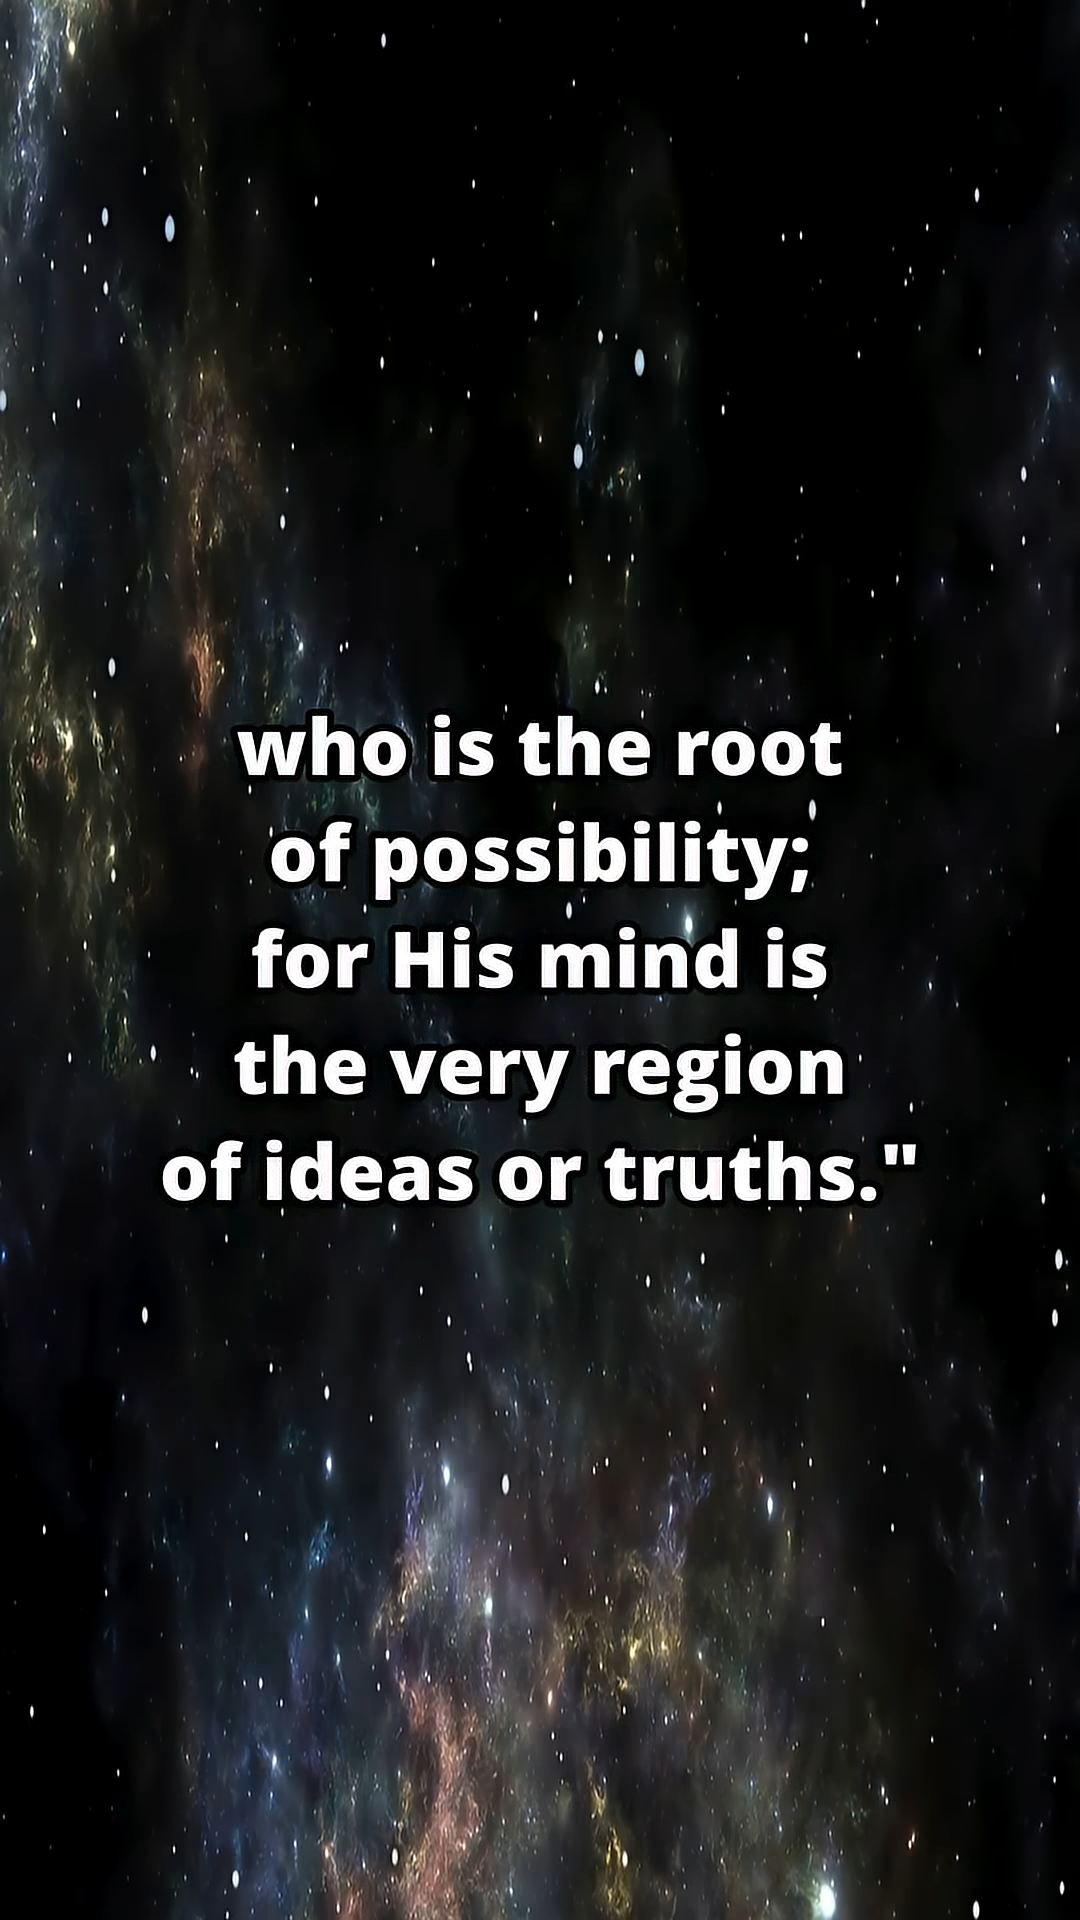 who is the root
of possibility;
for His mind is
the very region
of ideas or truths."